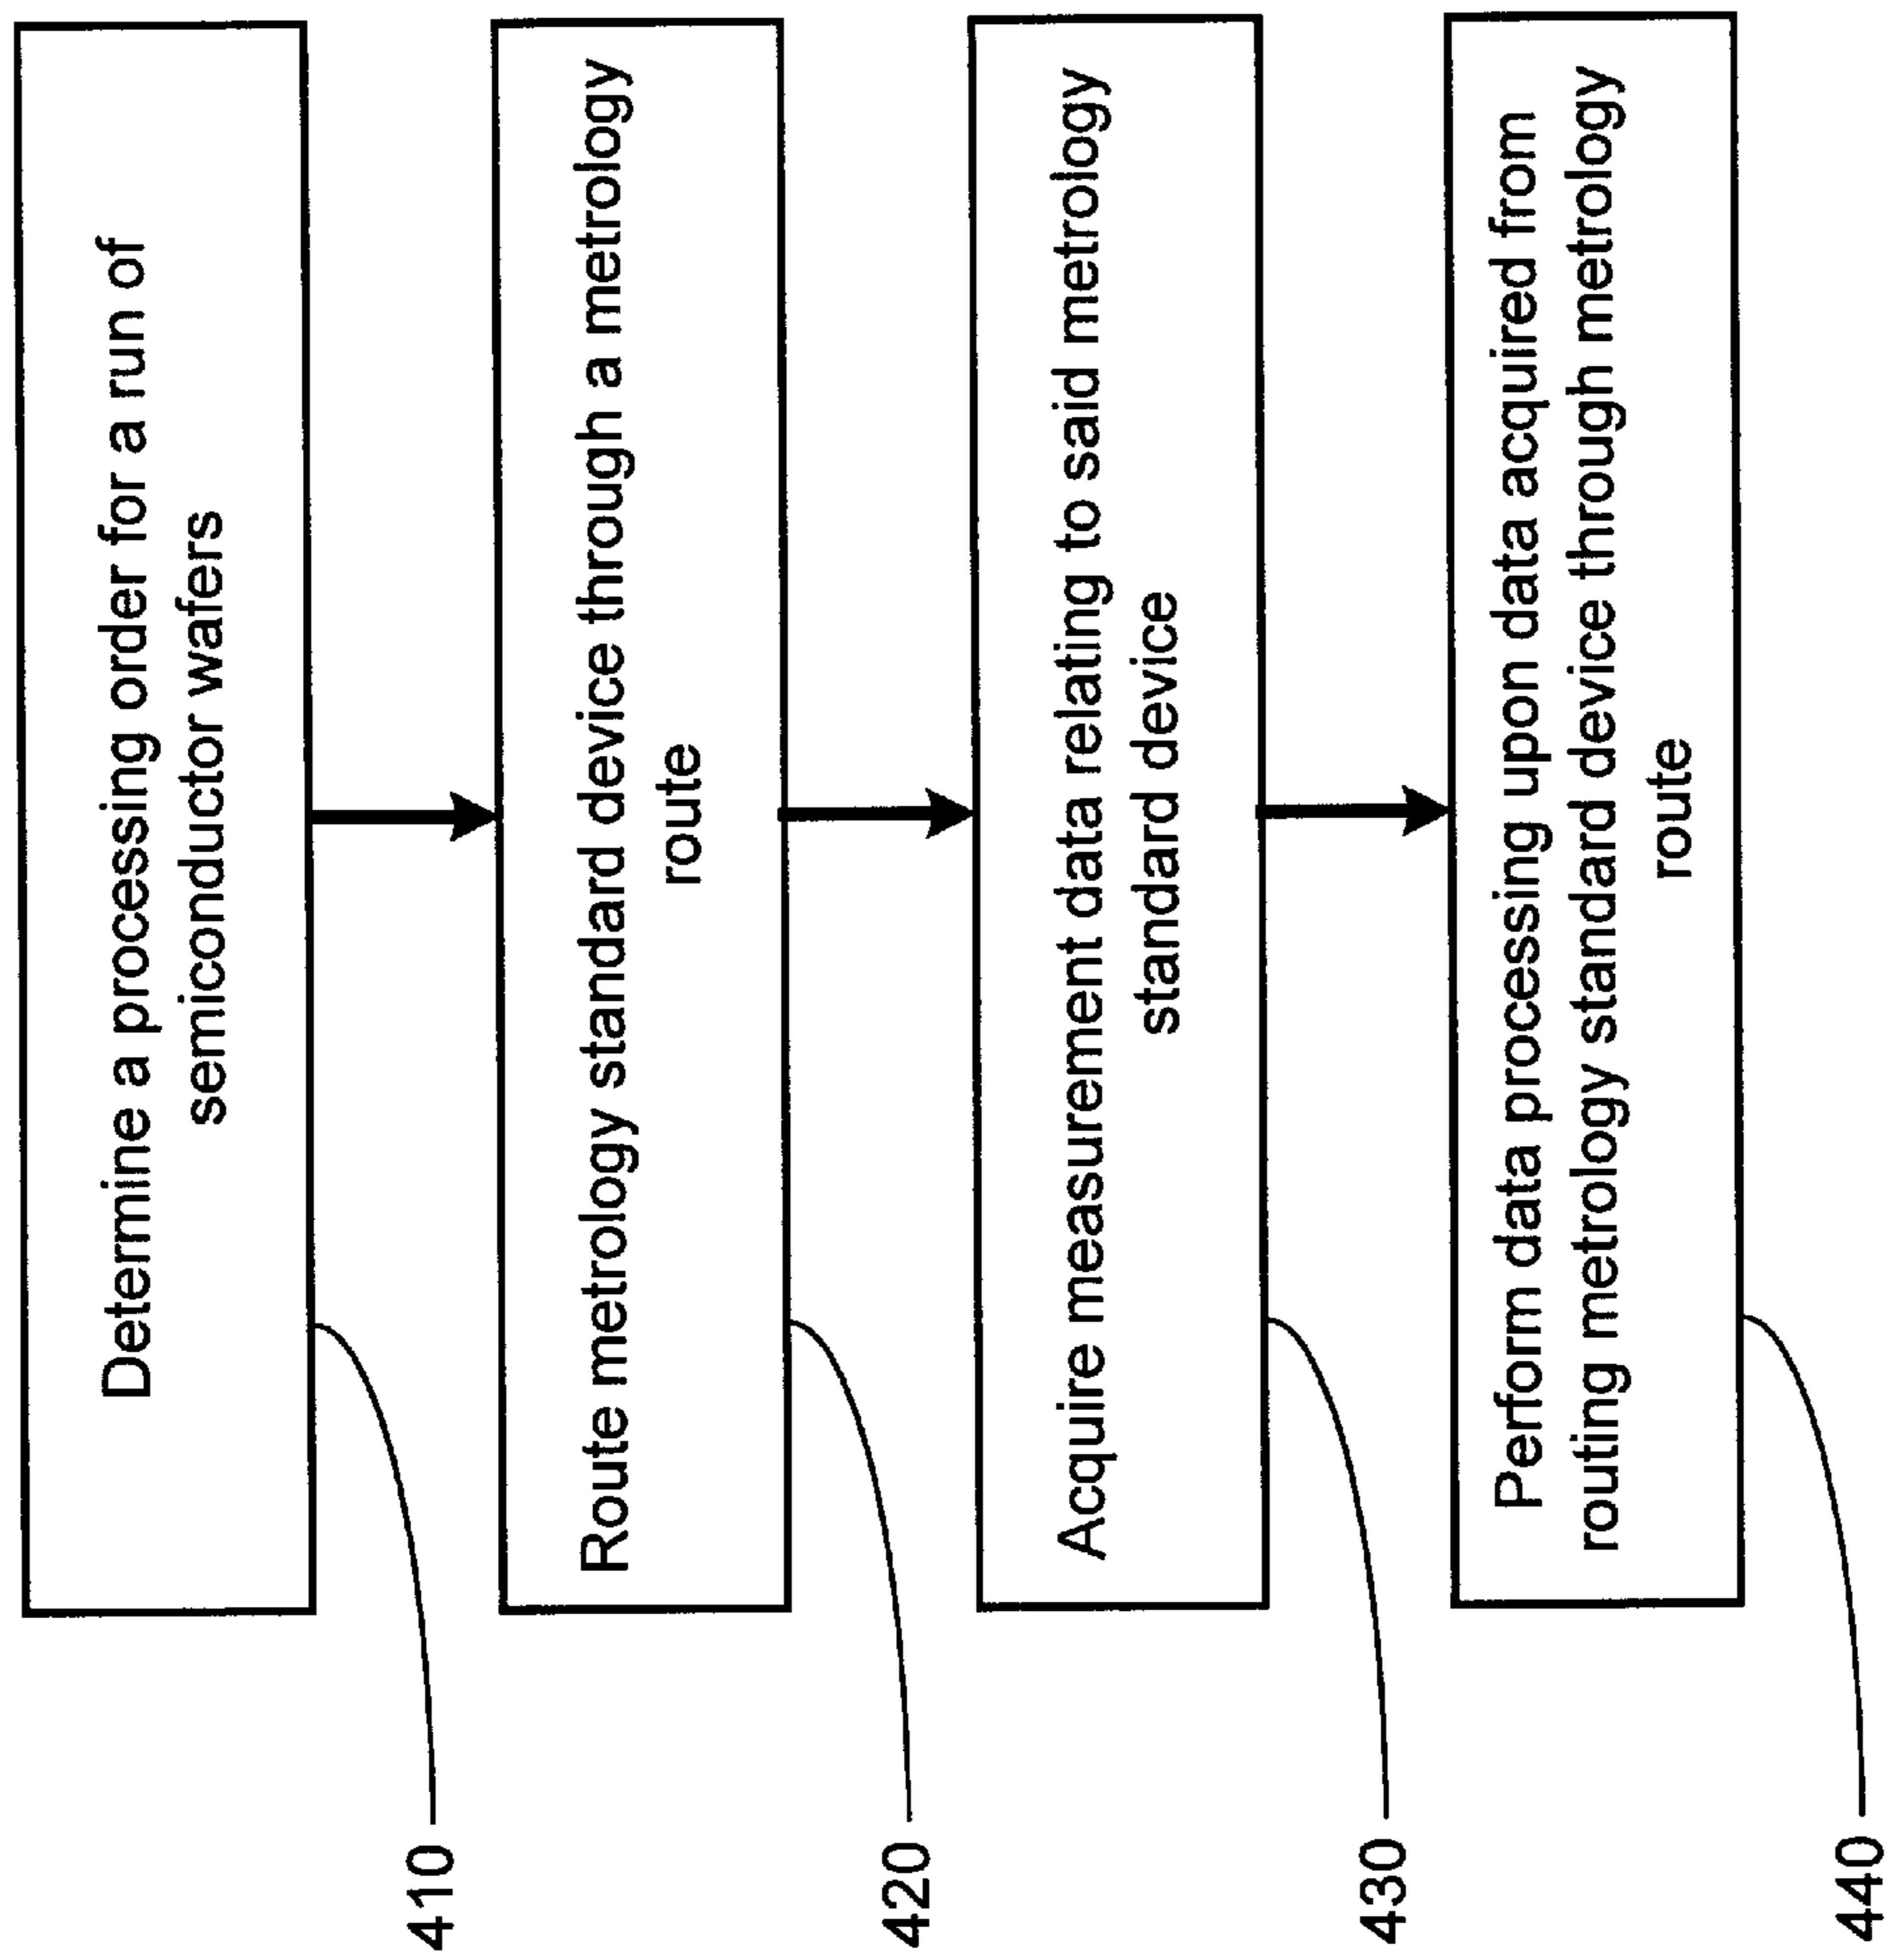 Determine a processing order for a run of
semiconductor wafers
410
Route metrology standard device through a metrology
route
420
Acquire measurement data relating to said metrology
standard device
430
Perform data processing upon data acquired from
routing metrology standard device through metrology
route
440